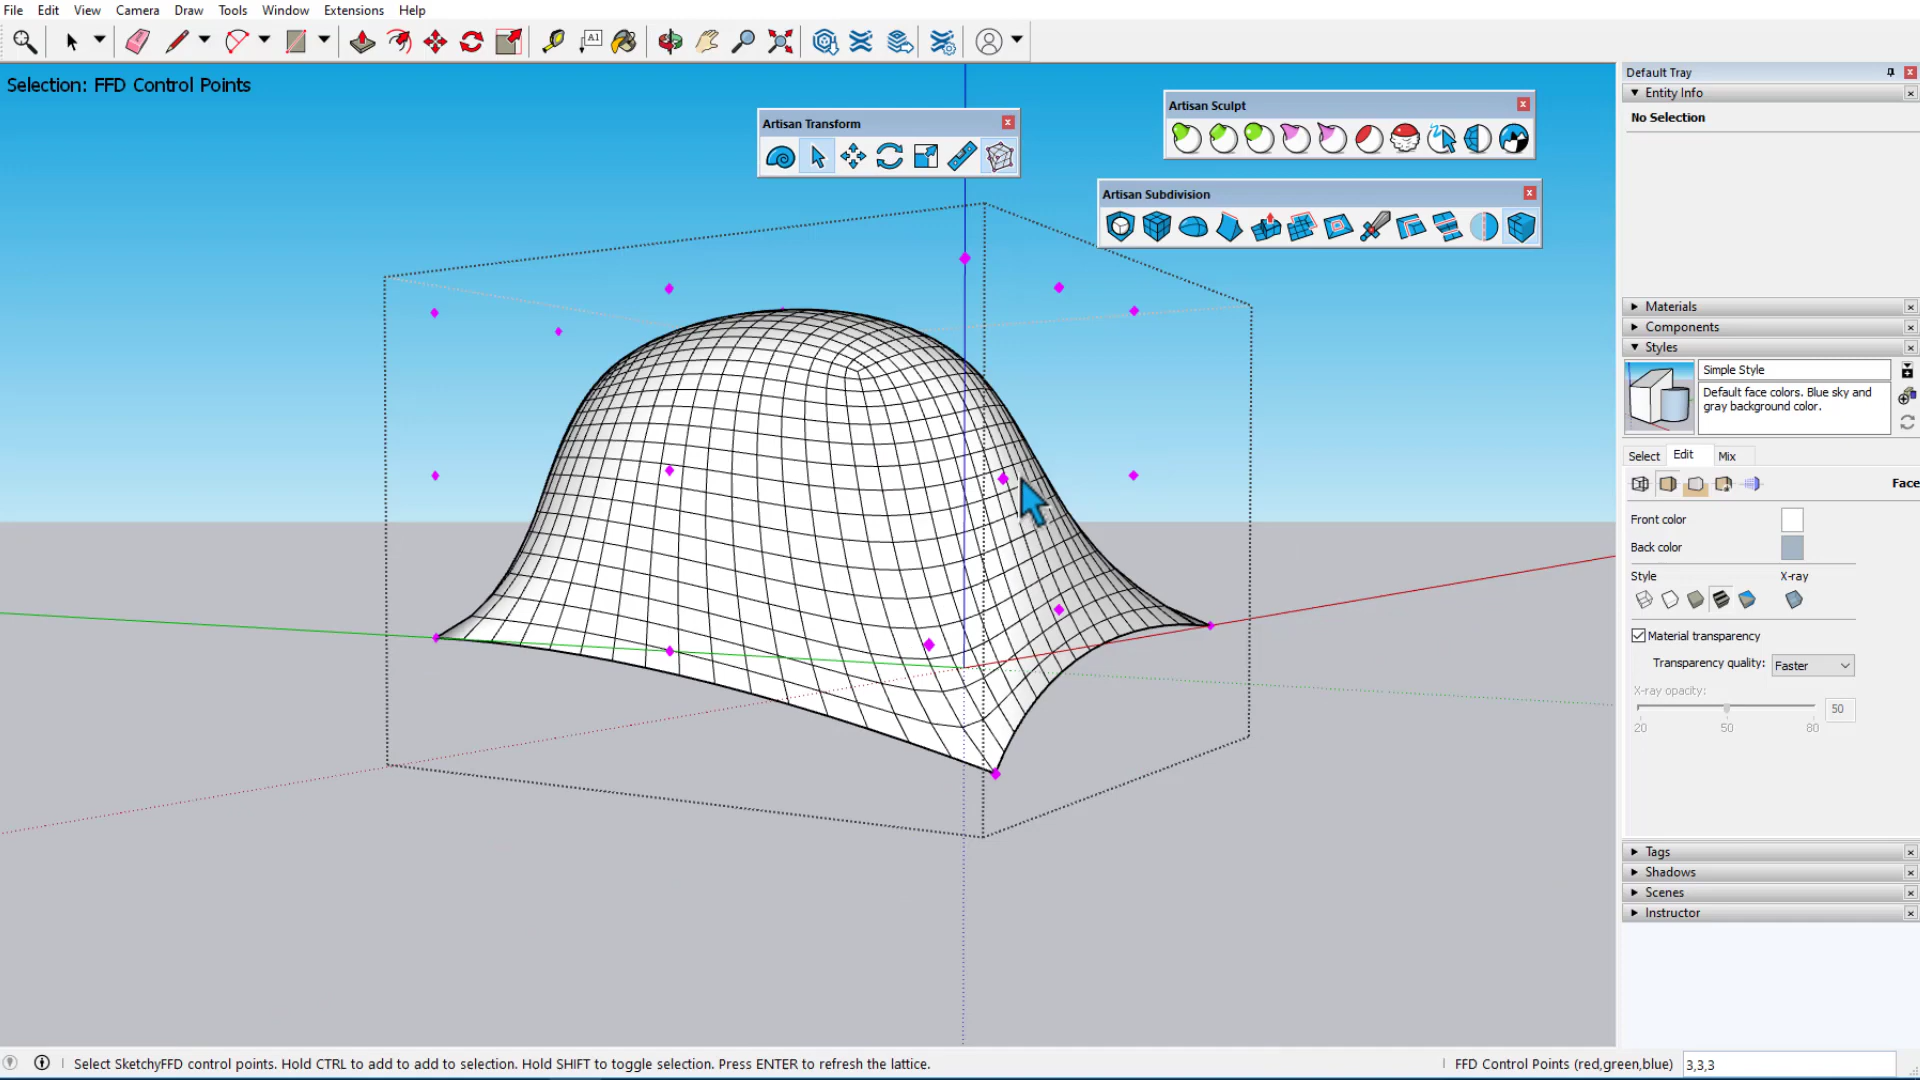 File Edit View Camera Draw Tools Window Extensions Help
A1
Selection: FFD Control Points
Artisan Transform
Artisan Sculpt
Artisan Subdivision
Default Tray
Entity Info
No Selection
Materials
Components
Styles
Simple Style
Default face colors. Blue sky and
gray background color.
Select Edit Mix
Face
Front color
Back color
Style X-ray
Material transparency
Transparency quality: Faster
X-ray opacity:
50
20 50 80
Tags
Shadows
Scenes
Instructor
Select SketchyFFD control points. Hold CTRL to add to add to selection. Hold SHIFT to toggle selection. Press ENTER to refresh the lattice.
FFD Control Points (red,green,blue) 3,3,3